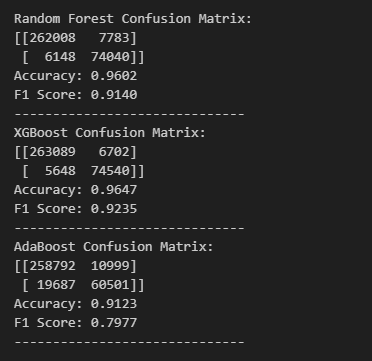 Random Forest Confusion Matrix:
[[262008   7783]
 [  6148  74040]]
Accuracy: 0.9602
F1 Score: 0.9140
-----------------------------
XGBoost Confusion Matrix:
[[263089   6702]
 [  5648  74540]]
Accuracy: 0.9647
F1 Score: 0.9235
-----------------------------
AdaBoost Confusion Matrix:
[[258792  10999]
 [ 19687  60501]]
Accuracy: 0.9123
F1 Score: 0.7977
-----------------------------